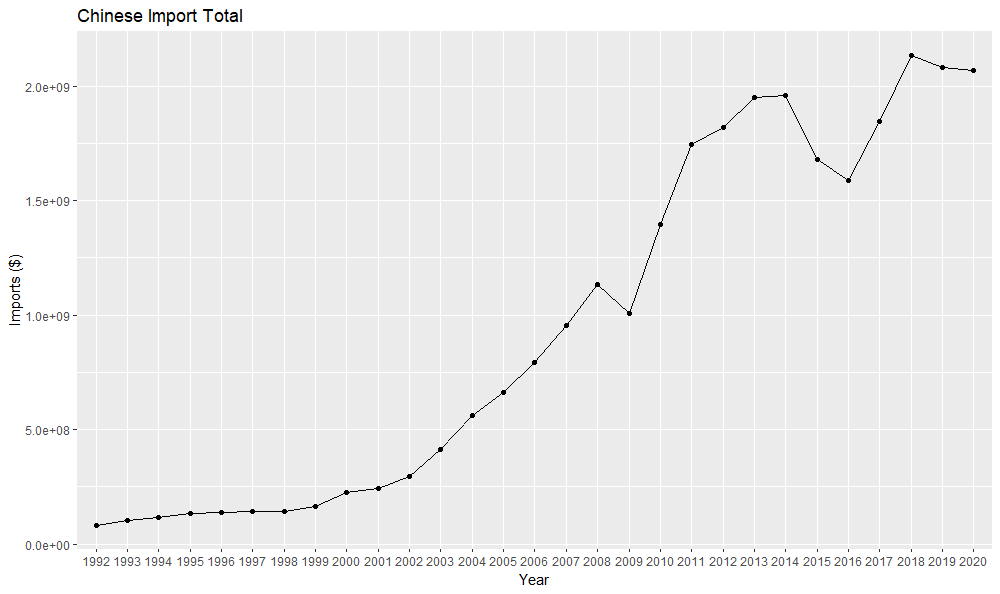 Chinese Import Total
Imports ($)
2.0e+09
1.5e+09
1.0e+09
5.0e+08
0.0e+00
1992 1993 1994 1995 1996 1997 1998 1999 2000 2001 2002 2003 2004 2005 2006 2007 2008 2009 2010 2011 2012 2013 2014 2015 2016 2017 2018 2019 2020
Year